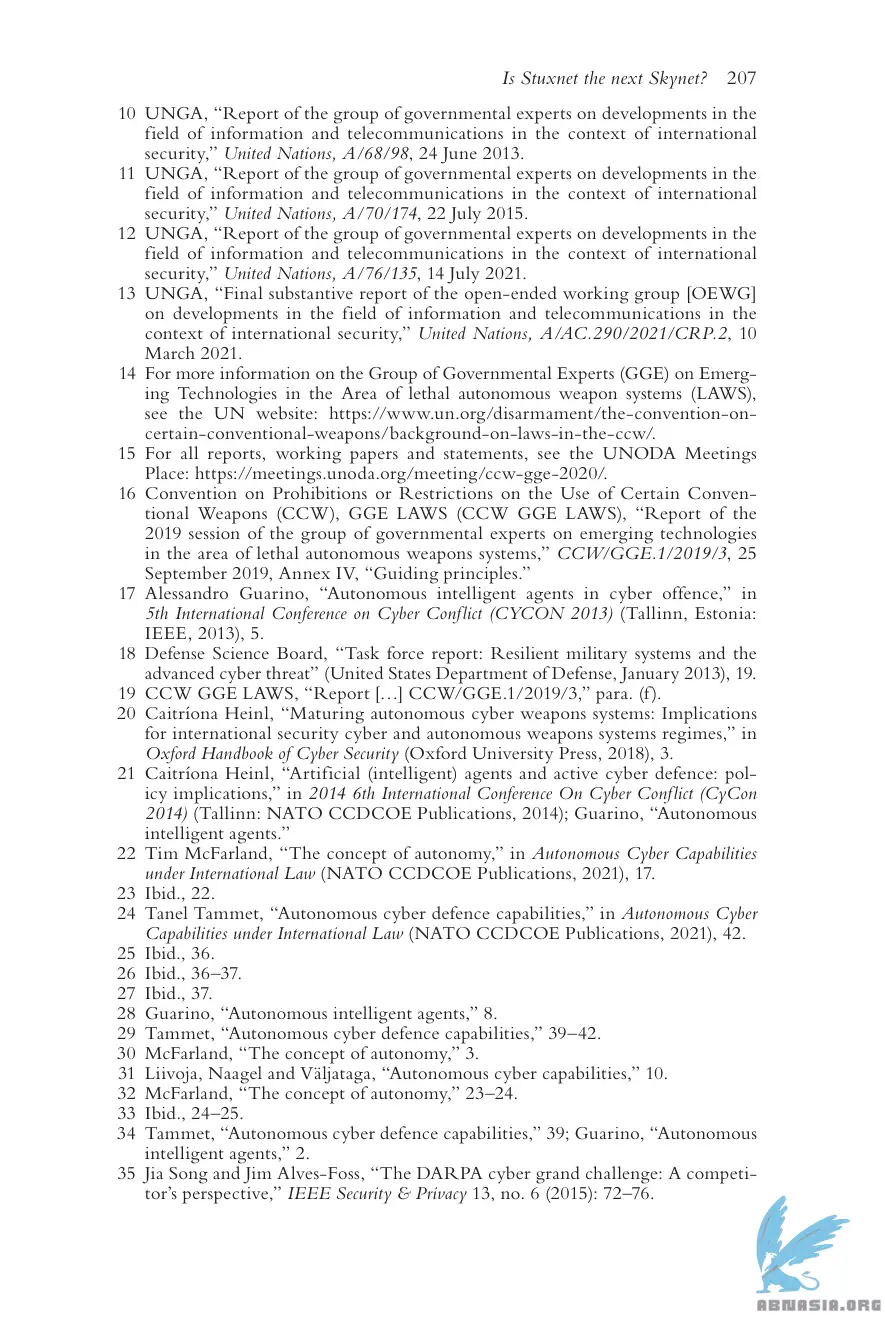 Is Stuxnet the next Skynet? 207
10 UNGA, “Report of the group of governmental experts on developments in the
field of information and telecommunications in the context of international
security,” United Nations, A/68/98, 24 June 2013.
11 UNGA, “Report of the group of governmental experts on developments in the
field of information and telecommunications in the context of international
security,” United Nations, A/70/174, 22 July 2015.
12 UNGA, “Report of the group of governmental experts on developments in the
field of information and telecommunications in the context of international
security,” United Nations, A/76/135, 14 July 2021.
13 UNGA, “Final substantive report of the open-ended working group [OEWG]
on developments in the field of information and telecommunications in the
context of international security,” United Nations, A/AC.290/2021/CRP.2, 10
March 2021.
14 For more information on the Group of Governmental Experts (GGE) on Emerg-
ing Technologies in the Area of lethal autonomous weapon systems (LAWS),
see the UN website: https://www.un.org/disarmament/the-convention-on-
certain-conventional-weapons/background-on-laws-in-the-ccw/.
15 For all reports, working papers and statements, see the UNODA Meetings
Place: https://meetings.unoda.org/meeting/ccw-gge-2020/.
16 Convention on Prohibitions or Restrictions on the Use of Certain Conven-
tional Weapons (CCW), GGE LAWS (CCW GGE LAWS), “Report of the
2019 session of the group of governmental experts on emerging technologies
in the area of lethal autonomous weapons systems,” CCW/GGE.1/2019/3, 25
September 2019, Annex IV, “Guiding principles.”
17 Alessandro Guarino, “Autonomous intelligent agents in cyber offence,” in
5th International Conference on Cyber Conflict (CYCON 2013) (Tallinn, Estonia:
IEEE, 2013), 5.
18 Defense Science Board, “Task force report: Resilient military systems and the
advanced cyber threat” (United States Department of Defense, January 2013), 19.
19 CCW GGE LAWS, “Report […] CCW/GGE.1/2019/3,” para. (f).
20 Caitríona Heinl, “Maturing autonomous cyber weapons systems: Implications
for international security cyber and autonomous weapons systems regimes,” in
Oxford Handbook of Cyber Security (Oxford University Press, 2018), 3.
21 Caitríona Heinl, “Artificial (intelligent) agents and active cyber defence: pol-
icy implications,” in 2014 6th International Conference On Cyber Conflict (CyCon
2014) (Tallinn: NATO CCDCOE Publications, 2014); Guarino, “Autonomous
intelligent agents.”
22 Tim McFarland, “The concept of autonomy,” in Autonomous Cyber Capabilities
under International Law (NATO CCDCOE Publications, 2021), 17.
23 Ibid., 22.
24 Tanel Tammet, “Autonomous cyber defence capabilities,” in Autonomous Cyber
Capabilities under International Law (NATO CCDCOE Publications, 2021), 42.
25 Ibid., 36.
26 Ibid., 36–37.
27 Ibid., 37.
28 Guarino, “Autonomous intelligent agents,” 8.
29 Tammet, “Autonomous cyber defence capabilities,” 39–42.
30 McFarland, “The concept of autonomy,” 3.
31 Liivoja, Naagel and Väljataga, “Autonomous cyber capabilities,” 10.
32 McFarland, “The concept of autonomy,” 23–24.
33 Ibid., 24–25.
34 Tammet, “Autonomous cyber defence capabilities,” 39; Guarino, “Autonomous
intelligent agents,” 2.
35 Jia Song and Jim Alves-Foss, “The DARPA cyber grand challenge: A competi-
tor’s perspective,” IEEE Security & Privacy 13, no. 6 (2015): 72–76.
ABNASIA.ORG